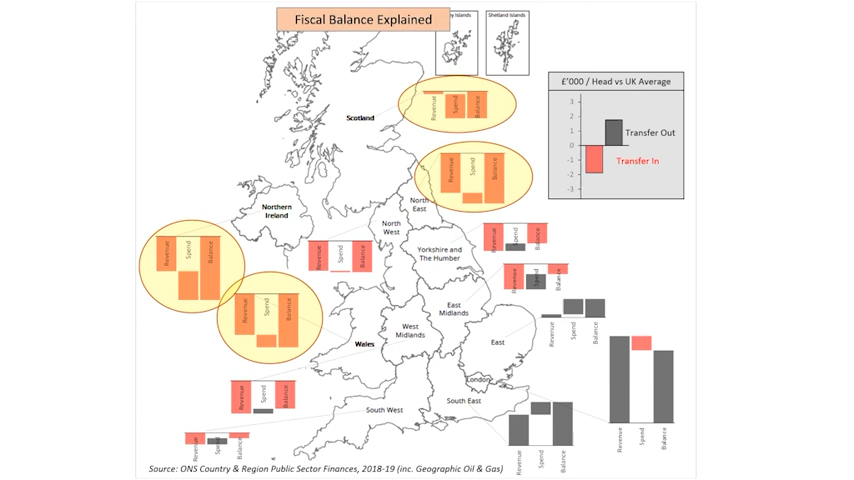 Fiscal Balance Explained
y Islands
Shetland Islands
£'000 / Head vs UK Average
3
2
1
0
-1
-2
-3
Transfer Out
Transfer In
Scotland
Revenue
Spend
Balance
Revenue
Spend
Balance
Northern
Ireland
North
East
North
West
Revenue
Spend
Balance
Revenue
Spend
Balance
Yorkshire and
The Humber
Revenue
Spend
Balance
Revenue
Spend
Balance
Revenue
Spend
Balance
East
Midlands
West
Midlands
Wales
East
Revenue
Spend
Balance
London
Revenue
Spend
Balance
South East
South West
Revenue
Spend
Balance
Revenue
Spend
Balance
Revenue
Spend
Balance
Source: ONS Country & Region Public Sector Finances, 2018-19 (inc. Geographic Oil & Gas)